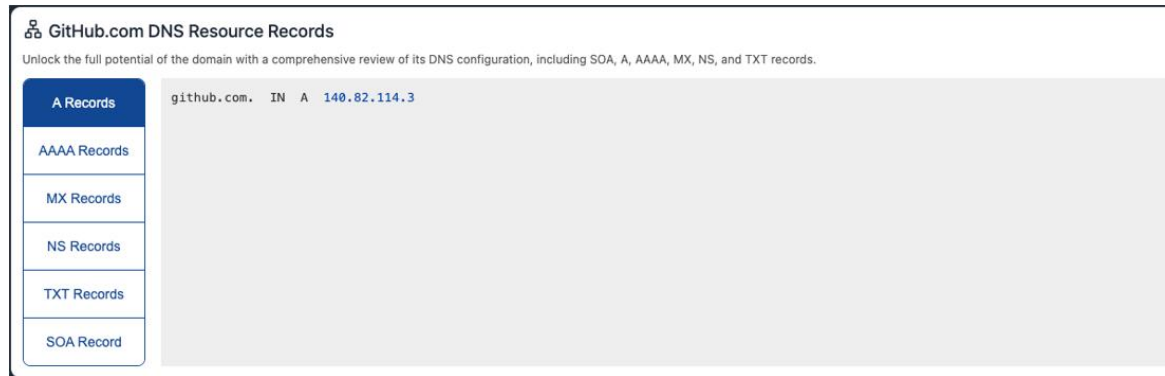 GitHub.com DNS Resource Records
Unlock the full potential of the domain with a comprehensive review of its DNS configuration, including SOA, A, AAAA, MX, NS, and TXT records.
A Records
github.com. IN A 140.82.114.3
AAAA Records
MX Records
NS Records
TXT Records
SOA Record